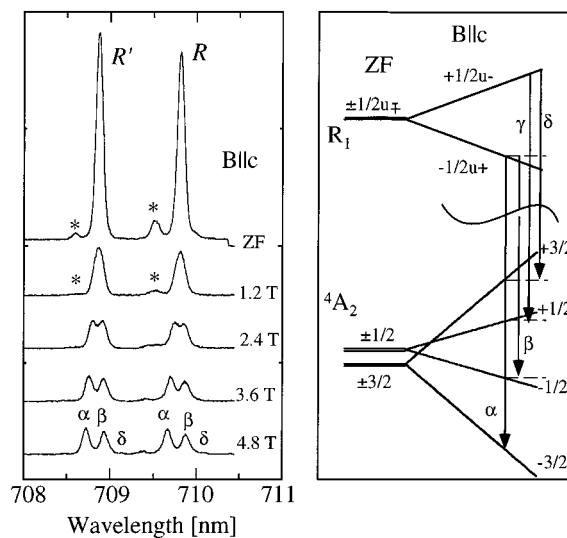 R'
R
B||c
*
*
ZF
*
*
1.2 T
2.4 T
3.6 T
α
β
δ
α
β
δ
4.8 T
708
709
710
711
Wavelength [nm]
B||c
ZF
+1/2u-
±1/2u∓
γ
δ
R1
-1/2u+
+3/2
4A2
+1/2
±1/2
β
±3/2
-1/2
α
-3/2